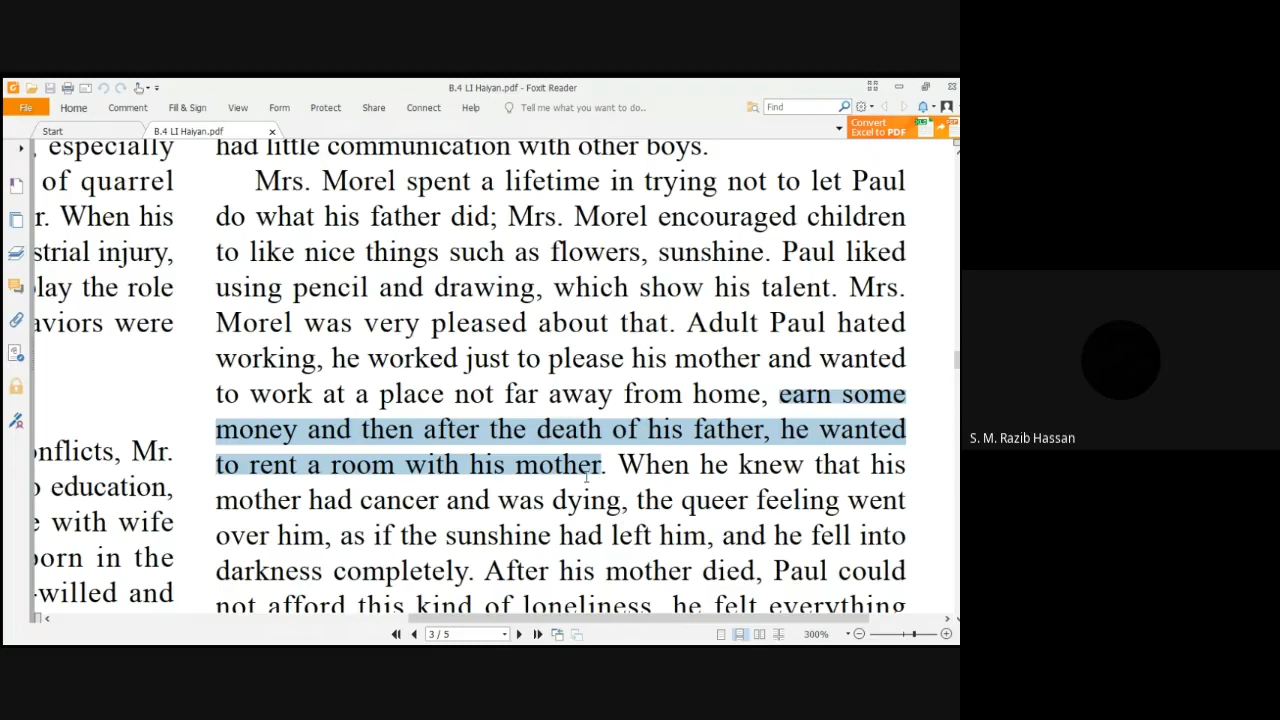 B.4 LI Haiyan.pdf - Foxit Reader
File Home Comment Fill & Sign View Form Protect Share Connect Help Tell me what you want to do.. Find
Start B.4 LI Haiyan.pdf
Convert
Excel to PDF
, especially
of quarrel
r. When his
strial injury,
lay the role
aviors were
onflicts, Mr.
o education,
e with wife
born in the
-willed and
had little communication with other boys.
Mrs. Morel spent a lifetime in trying not to let Paul
do what his father did; Mrs. Morel encouraged children
to like nice things such as flowers, sunshine. Paul liked
using pencil and drawing, which show his talent. Mrs.
Morel was very pleased about that. Adult Paul hated
working, he worked just to please his mother and wanted
to work at a place not far away from home, earn some
money and then after the death of his father, he wanted
to rent a room with his mother. When he knew that his
mother had cancer and was dying, the queer feeling went
over him, as if the sunshine had left him, and he fell into
darkness completely. After his mother died, Paul could
not afford this kind of loneliness, he felt everything
3 / 5 300%
S. M. Razib Hassan